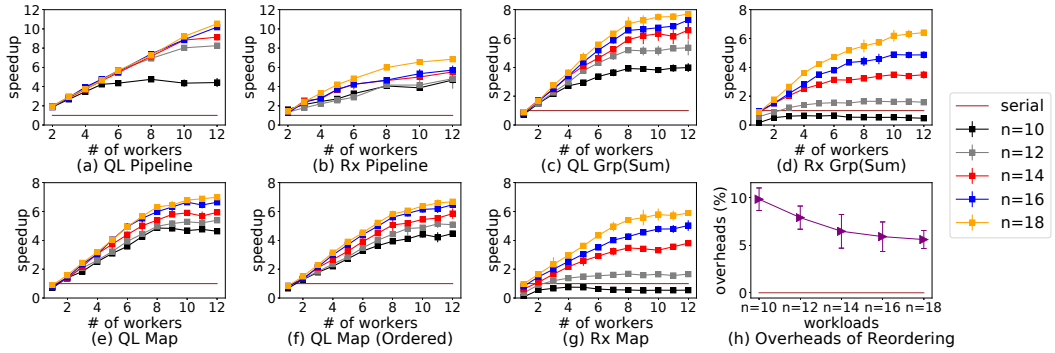 12
10
8
6
4
2
0
speedup
2 4 6 8 10 12
# of workers
(a) QL Pipeline
12
10
8
6
4
2
0
speedup
2 4 6 8 10 12
# of workers
(b) Rx Pipeline
8
6
4
2
0
speedup
2 4 6 8 10 12
# of workers
(c) QL Grp(Sum)
8
6
4
2
0
speedup
2 4 6 8 10 12
# of workers
(d) Rx Grp(Sum)
serial
n=10
n=12
n=14
n=16
n=18
8
6
4
2
0
speedup
2 4 6 8 10 12
# of workers
(e) QL Map
8
6
4
2
0
speedup
2 4 6 8 10 12
# of workers
(f) QL Map (Ordered)
8
6
4
2
0
speedup
2 4 6 8 10 12
# of workers
(g) Rx Map
10
5
0
overheads (%)
n=10 n=12 n=14 n=16 n=18
workloads
(h) Overheads of Reordering